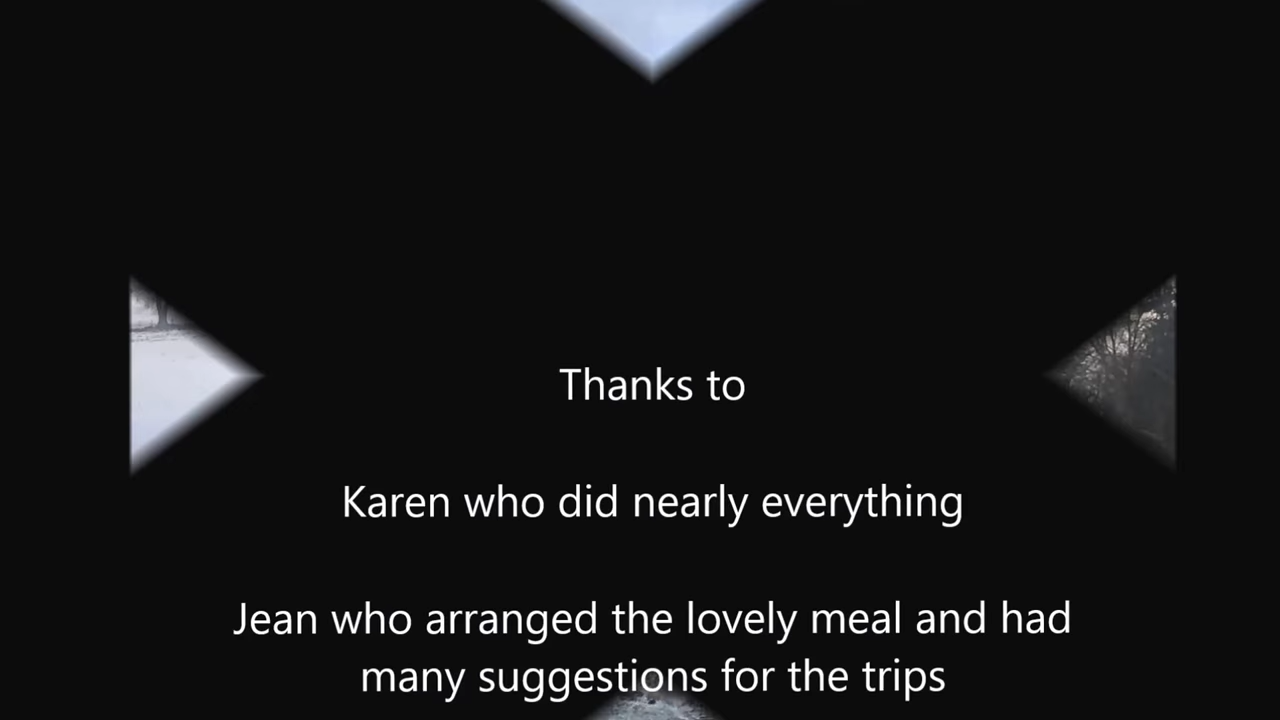 Thanks to
Karen who did nearly everything
Jean who arranged the lovely meal and had
many suggestions for the trips